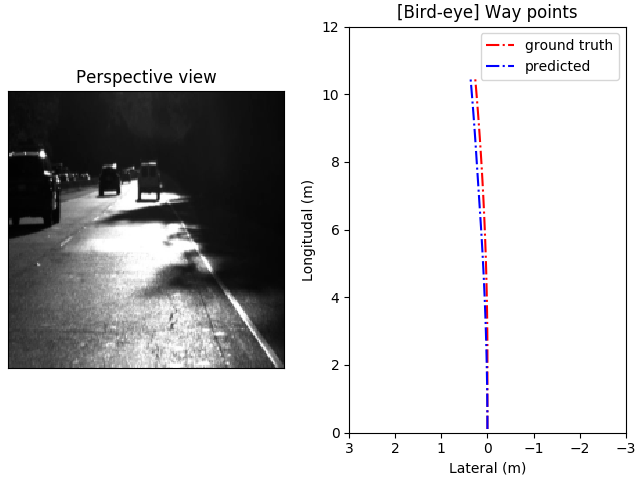 Perspective view
[Bird-eye] Way points
ground truth
predicted
12
10
8
6
4
2
0
Longitudal (m)
3 2 1 0 −1 −2 −3
Lateral (m)